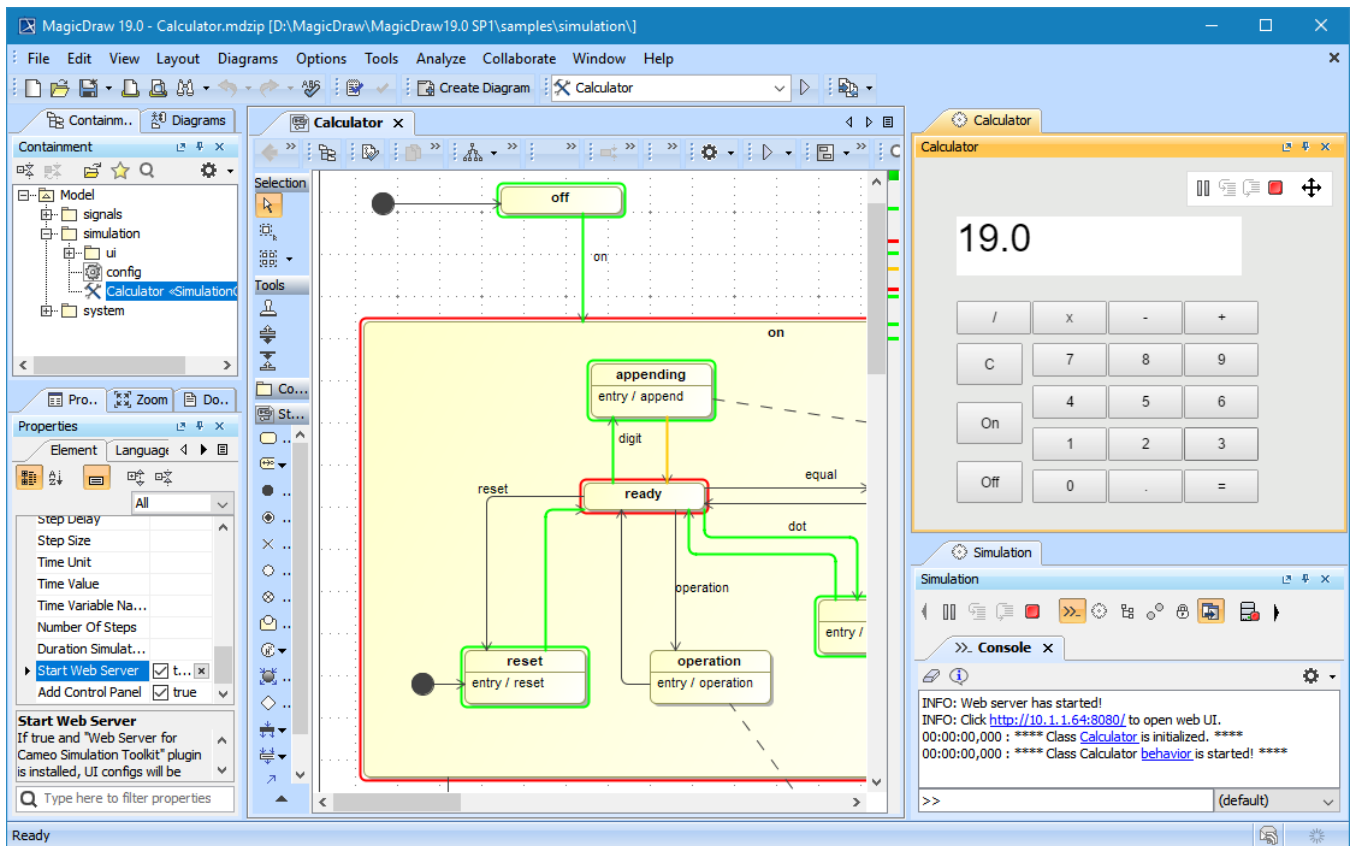 MagicDraw 19.0 - Calculator.mdzip [D:\MagicDraw\MagicDraw19.0 SP1\samples\simulation\]
File Edit View Layout Diagrams Options Tools Analyze Collaborate Window Help
Create Diagram Calculator
Containm.. Diagrams
Containment
Model
signals
simulation
ui
config
Calculator «Simulation
system
Pro.. Zoom Do..
Properties
Element Language
All
Step Delay
Step Size
Time Unit
Time Value
Time Variable Na...
Number Of Steps
Duration Simulat...
Start Web Server t...
Add Control Panel true
Start Web Server
If true and "Web Server for
Cameo Simulation Toolkit" plugin
is installed, UI configs will be
Type here to filter properties
Calculator
Selection
Tools
Co...
St...
off
on
on
appending
entry / append
digit
equal
reset
ready
dot
operation
entry /
reset
entry / reset
operation
entry / operation
Calculator
Calculator
19.0
/ x - +
C 7 8 9
4 5 6
On
1 2 3
Off 0 . =
Simulation
Simulation
>>_ Console
INFO: Web server has started!
INFO: Click http://10.1.1.64:8080/ to open web UI.
00:00:00,000 : **** Class Calculator is initialized. ****
00:00:00,000 : **** Class Calculator behavior is started! ****
>> (default)
Ready